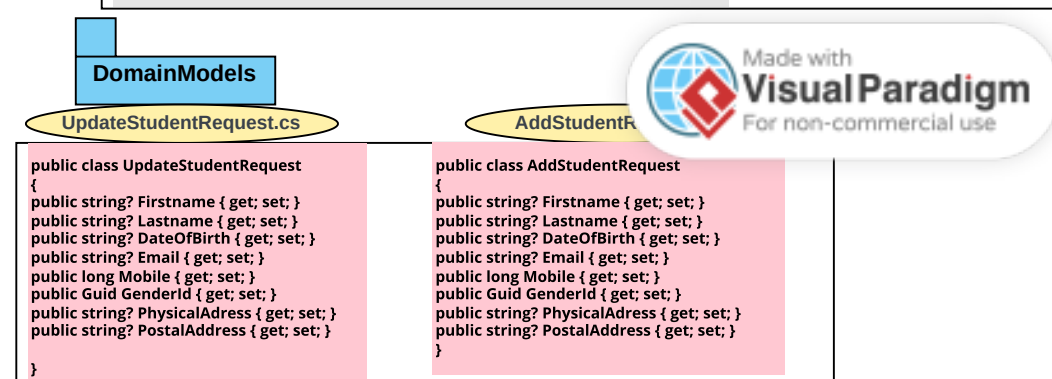 DomainModels
Made with
Visual Paradigm
For non-commercial use
UpdateStudentRequest.cs
public class UpdateStudentRequest
{
public string? Firstname { get; set; }
public string? Lastname { get; set; }
public string? DateOfBirth { get; set; }
public string? Email { get; set; }
public long Mobile { get; set; }
public Guid GenderId { get; set; }
public string? PhysicalAdress { get; set; }
public string? PostalAddress { get; set; }
}
public class AddStudentRequest
{
public string? Firstname { get; set; }
public string? Lastname { get; set; }
public string? DateOfBirth { get; set; }
public string? Email { get; set; }
public long Mobile { get; set; }
public Guid GenderId { get; set; }
public string? PhysicalAdress { get; set; }
public string? PostalAddress { get; set; }
}